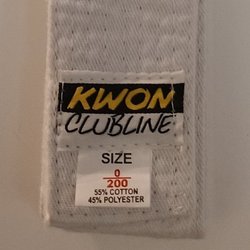 KWON
CLUBLINE
SIZE
0
200
55% COTTON
45% POLYESTER